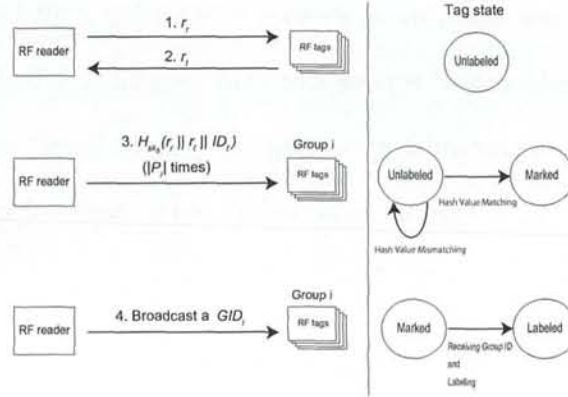 Tag state
RF reader
1. r_r
2. r_t
RF tags
Unlabeled
RF reader
3. H_{sk_g}(r_r || r_t || ID_t)
(|P_i| times)
Group i
RF tags
Unlabeled
Marked
Hash Value Matching
Hash Value Mismatching
RF reader
4. Broadcast a GID_i
Group i
RF tags
Marked
Labeled
Receiving Group ID
and
Labeling